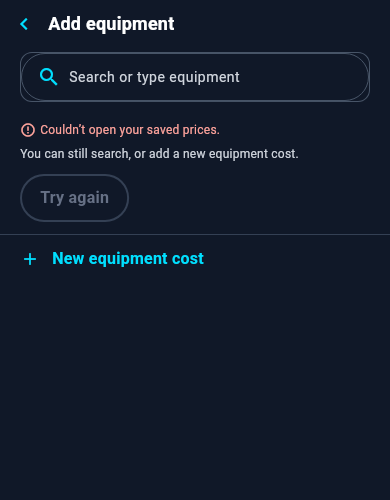 Add equipment
Search or type equipment
Couldn’t open your saved prices.
You can still search, or add a new equipment cost.
Try again
New equipment cost